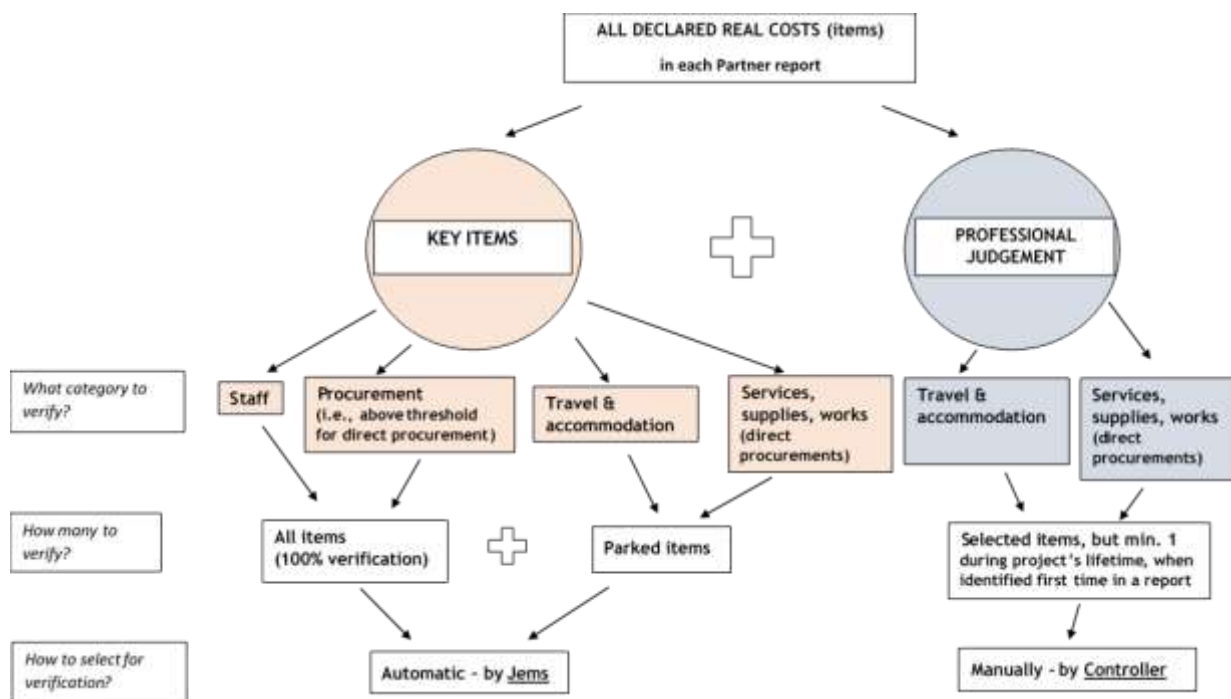 ALL DECLARED REAL COSTS (items)
in each Partner report
KEY ITEMS
PROFESSIONAL
JUDGEMENT
What category to
verify?
Staff
Procurement
(i.e., above threshold
for direct procurement)
Travel &
accommodation
Services,
supplies, works
(direct
procurements)
Travel &
accommodation
Services,
supplies, works
(direct
procurements)
How many to
verify?
All items
(100% verification)
Parked items
Selected items, but min. 1
during project's lifetime, when
identified first time in a report
How to select for
verification?
Automatic - by Jems
Manually - by Controller